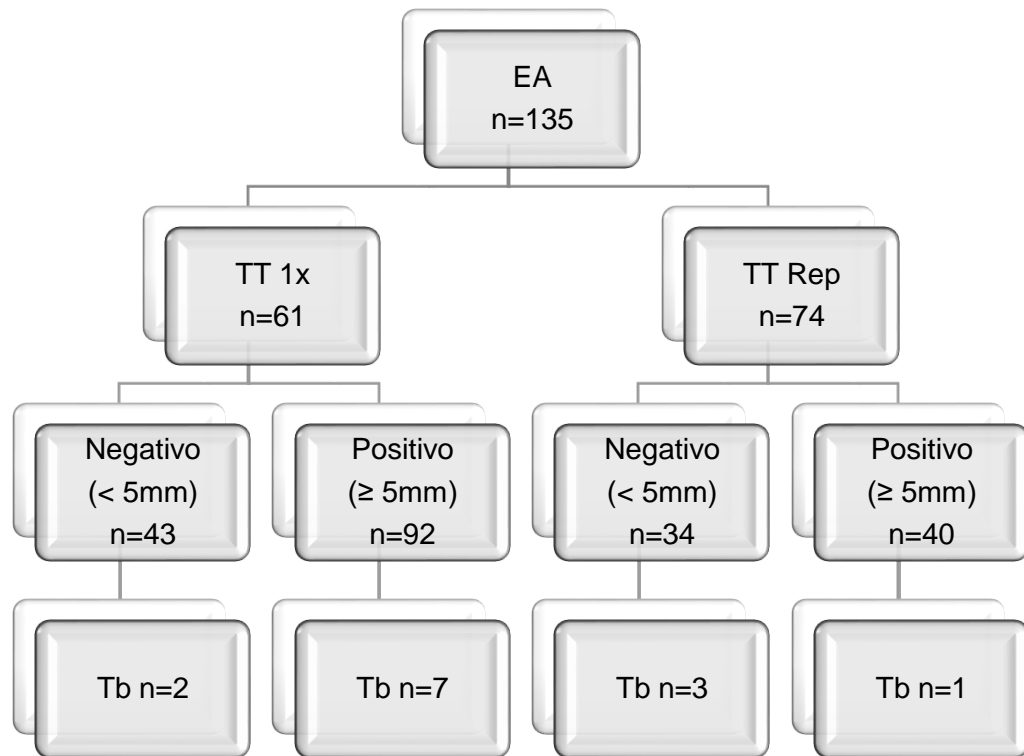 EA
n=135
TT 1x
n=61
TT Rep
n=74
Negativo
(< 5mm)
n=43
Positivo
(≥ 5mm)
n=92
Negativo
(< 5mm)
n=34
Positivo
(≥ 5mm)
n=40
Tb n=2
Tb n=7
Tb n=3
Tb n=1